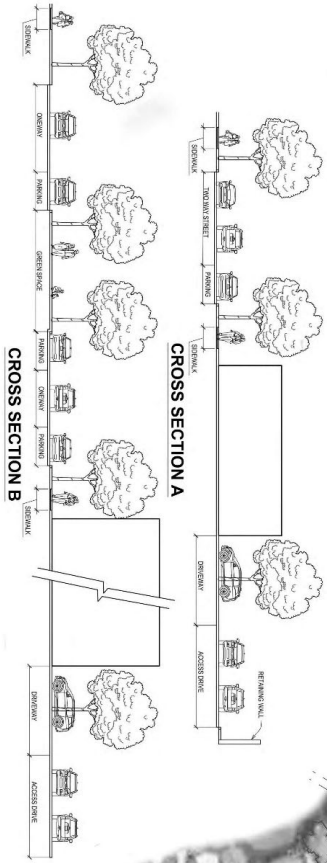 SIDEWALK
TWO WAY STREET
PARKING
SIDEWALK
DRIVEWAY
ACCESS DRIVE
RETAINING WALL
CROSS SECTION A
SIDEWALK
ONEWAY
PARKING
GREEN SPACE
PARKING
ONEWAY
PARKING
SIDEWALK
DRIVEWAY
ACCESS DRIVE
CROSS SECTION B